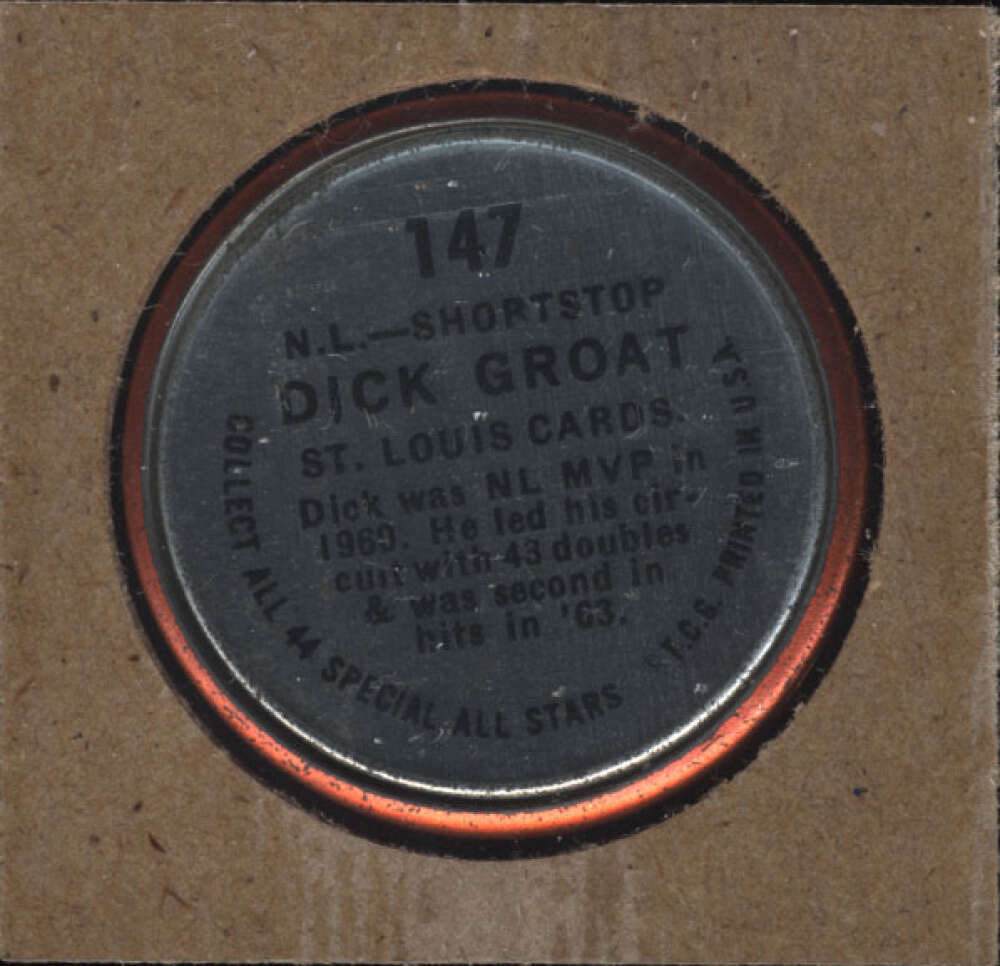 147
N.L.—SHORTSTOP
DICK GROAT
ST. LOUIS CARDS.
Dick was NL MVP in
1960. He led his cir-
cuit with 43 doubles
& was second in
hits in '63.
COLLECT ALL 44 SPECIAL ALL STARS
© T.C.G. PRINTED IN USA